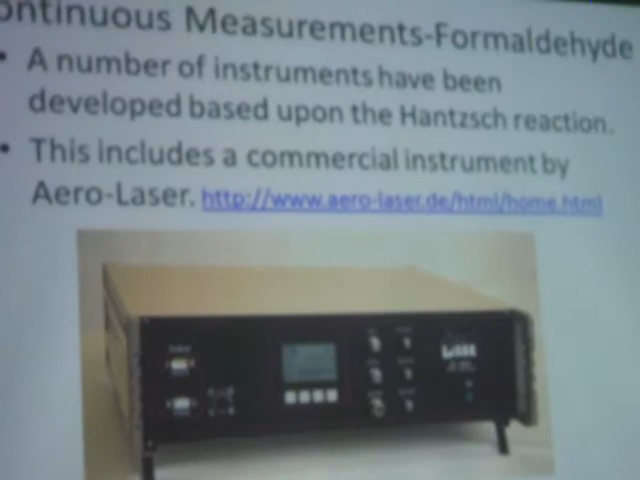 ontinuous Measurements-Formaldehyde
• A number of instruments have been
developed based upon the Hantzsch reaction.
• This includes a commercial instrument by
Aero-Laser. http://www.aero-laser.de/html/home.html